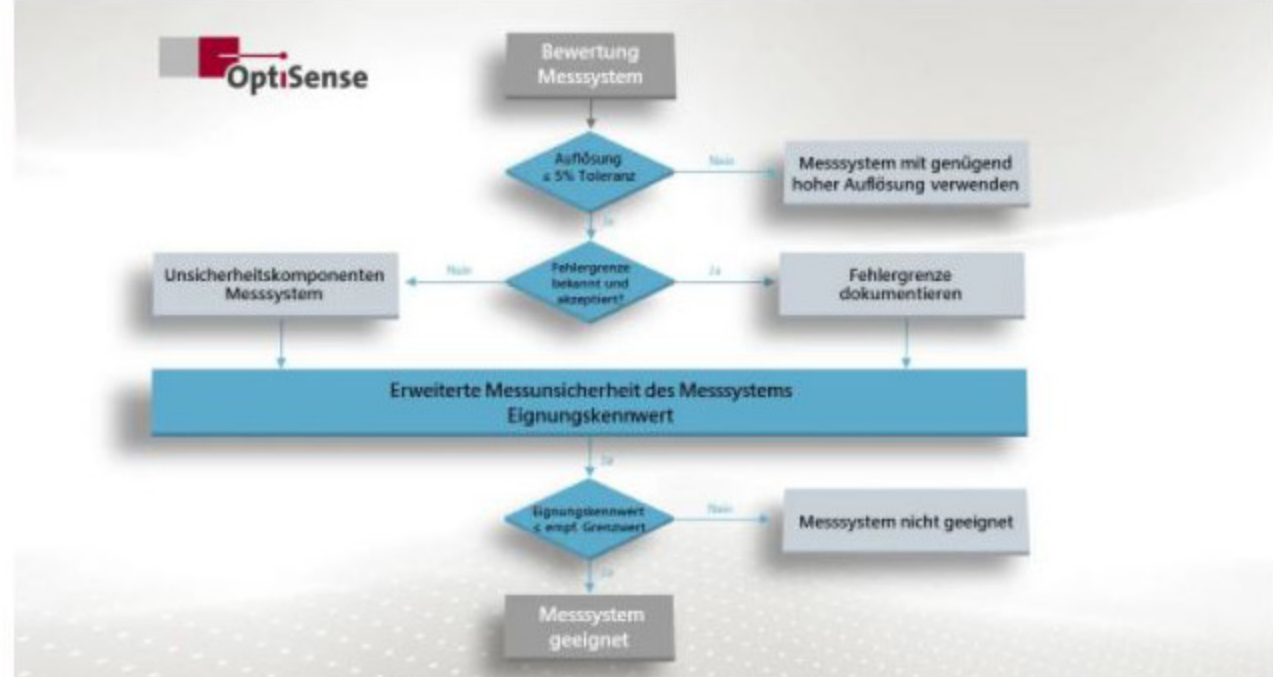 OptiSense
Bewertung
Messsystem
Auflösung
≤ 5% Toleranz
Nein
Messsystem mit genügend
hoher Auflösung verwenden
Ja
Unsicherheitskomponenten
Messsystem
Nein
Fehlergrenze
bekannt und
akzeptiert?
Ja
Fehlergrenze
dokumentieren
Erweiterte Messunsicherheit des Messsystems
Eignungskennwert
Ja
Eignungskennwert
≤ empf. Grenzwert
Nein
Messsystem nicht geeignet
Ja
Messsystem
geeignet